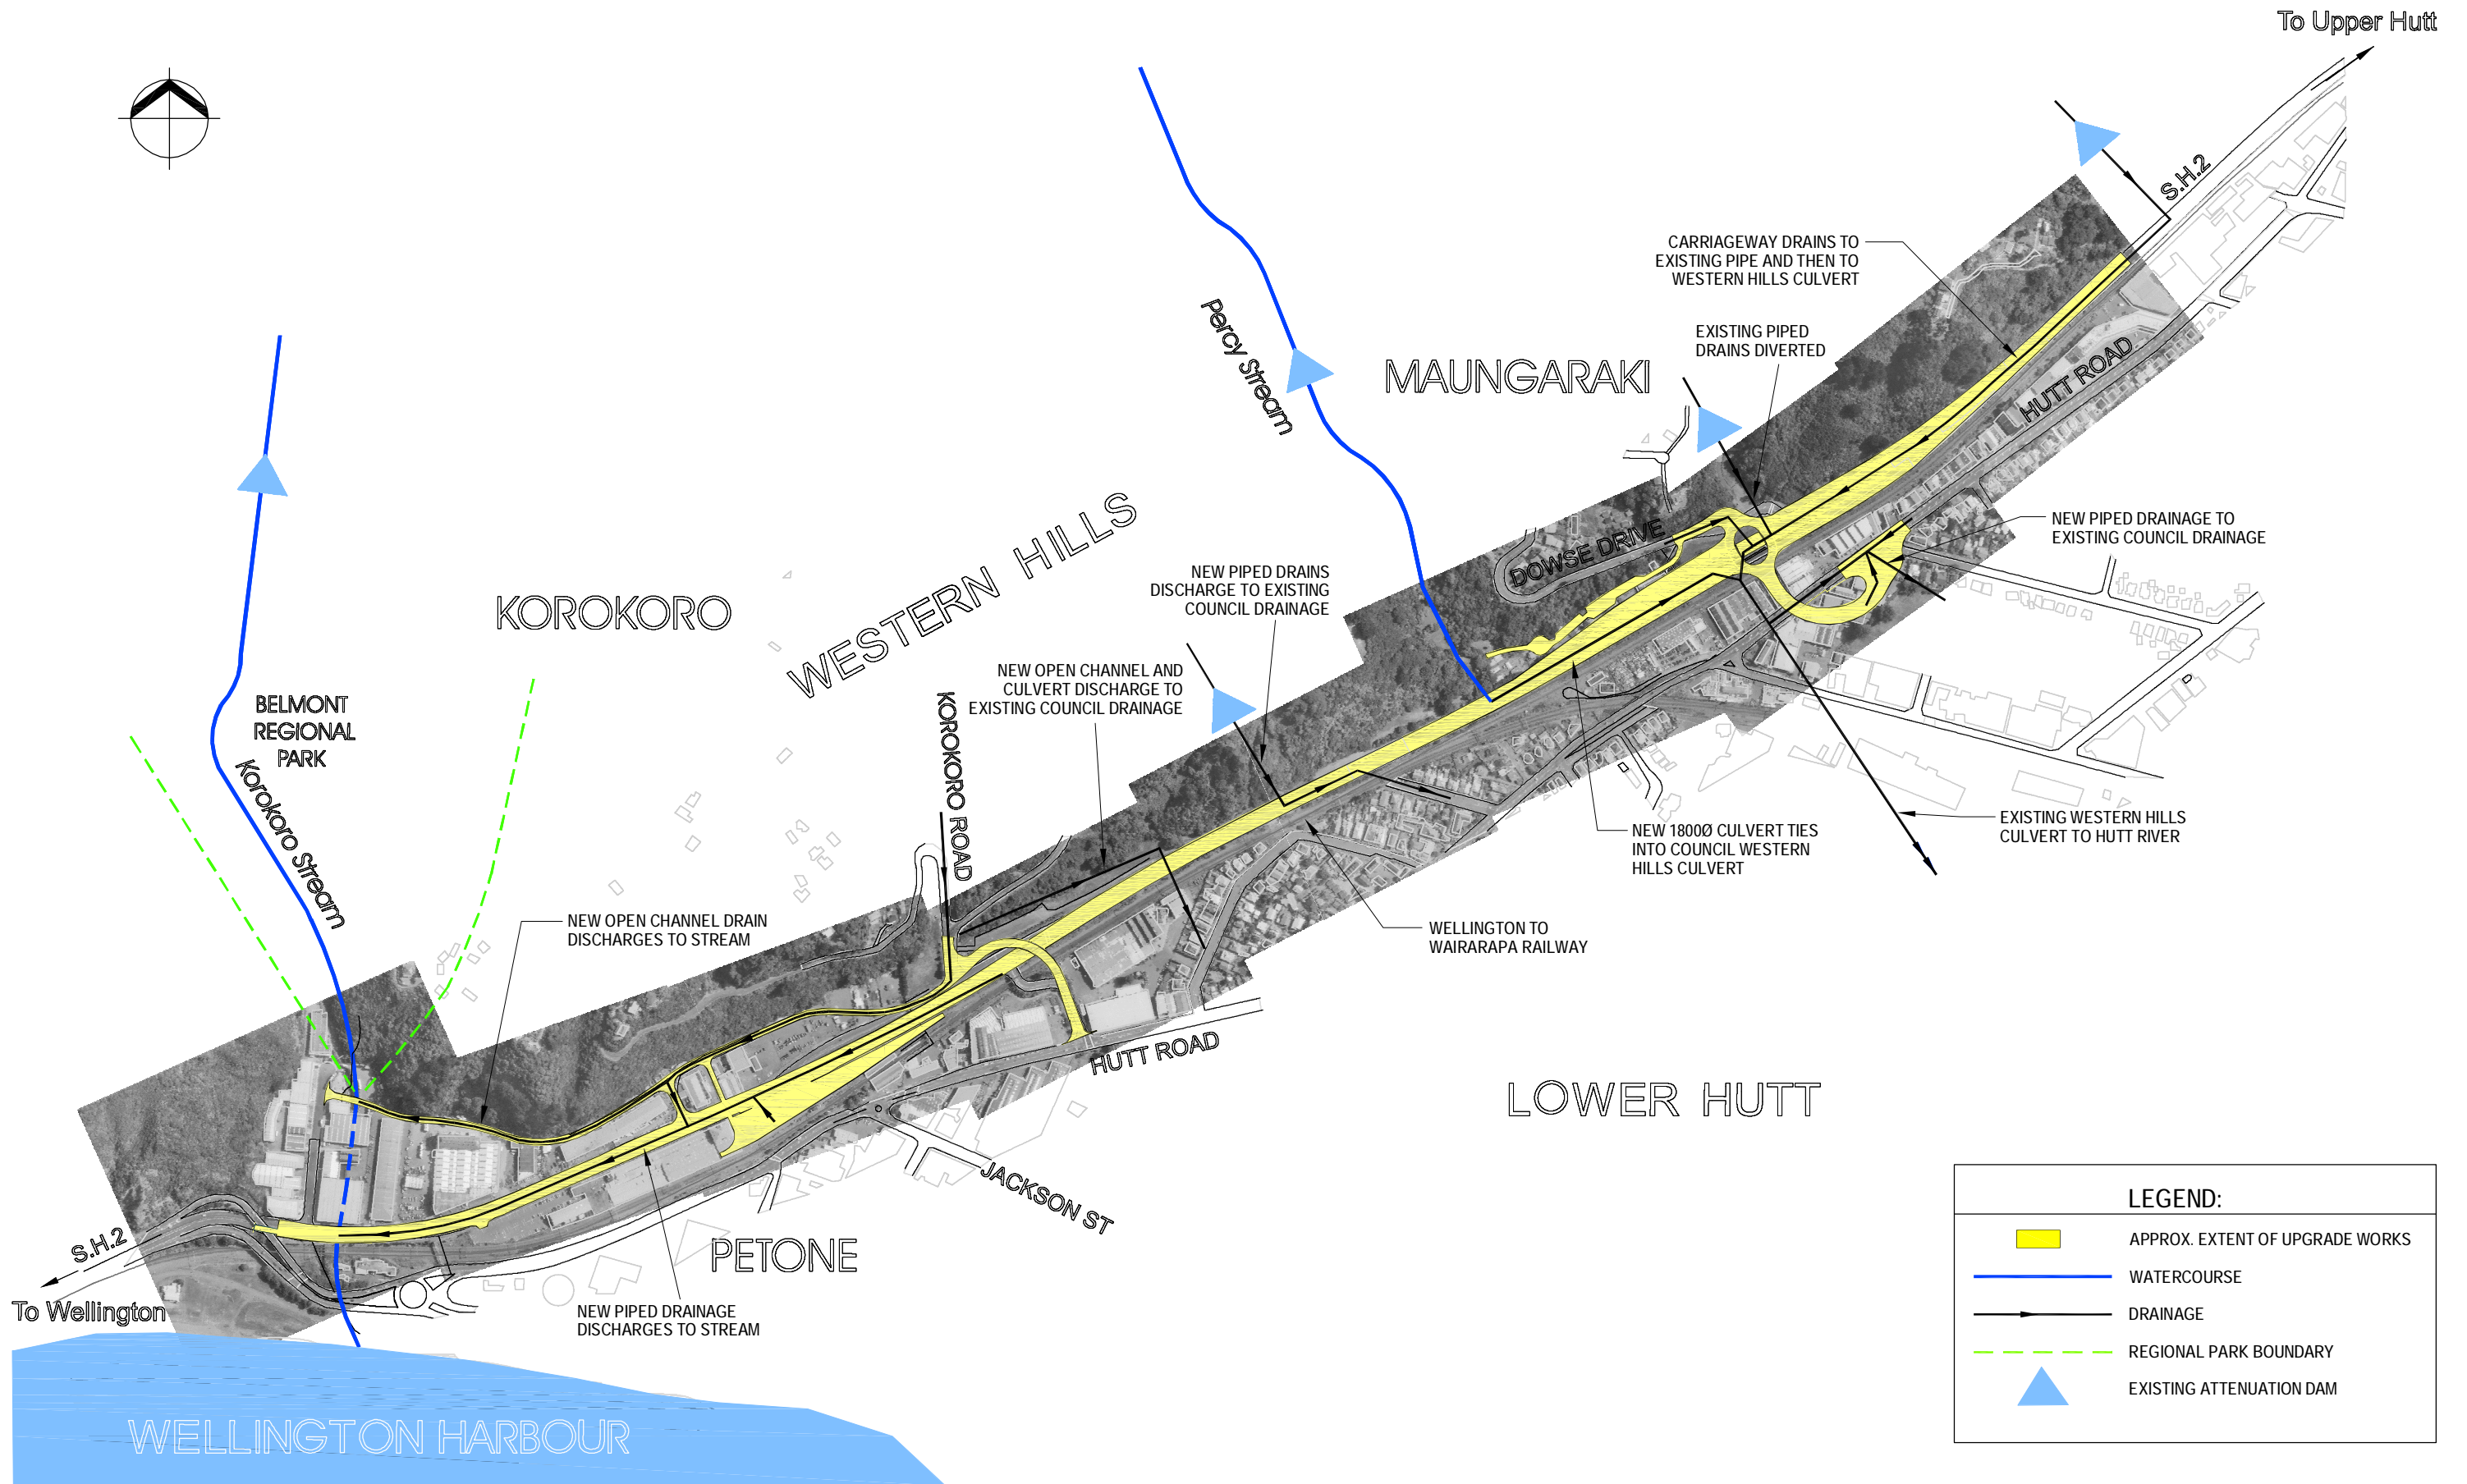 To Upper Hutt
S.H.2
CARRIAGEWAY DRAINS TO
EXISTING PIPE AND THEN TO
WESTERN HILLS CULVERT
EXISTING PIPED
DRAINS DIVERTED
HUTT ROAD
Percy Stream
MAUNGARAKI
NEW PIPED DRAINAGE TO
EXISTING COUNCIL DRAINAGE
DOWSE DRIVE
WESTERN HILLS
KOROKORO
NEW PIPED DRAINS
DISCHARGE TO EXISTING
COUNCIL DRAINAGE
NEW OPEN CHANNEL AND
CULVERT DISCHARGE TO
EXISTING COUNCIL DRAINAGE
BELMONT
REGIONAL
PARK
KOROKORO ROAD
Korokoro Stream
EXISTING WESTERN HILLS
CULVERT TO HUTT RIVER
NEW 1800Ø CULVERT TIES
INTO COUNCIL WESTERN
HILLS CULVERT
NEW OPEN CHANNEL DRAIN
DISCHARGES TO STREAM
WELLINGTON TO
WAIRARAPA RAILWAY
HUTT ROAD
LOWER HUTT
JACKSON ST
PETONE
S.H.2
To Wellington
NEW PIPED DRAINAGE
DISCHARGES TO STREAM
WELLINGTON HARBOUR
LEGEND:
APPROX. EXTENT OF UPGRADE WORKS
WATERCOURSE
DRAINAGE
REGIONAL PARK BOUNDARY
EXISTING ATTENUATION DAM